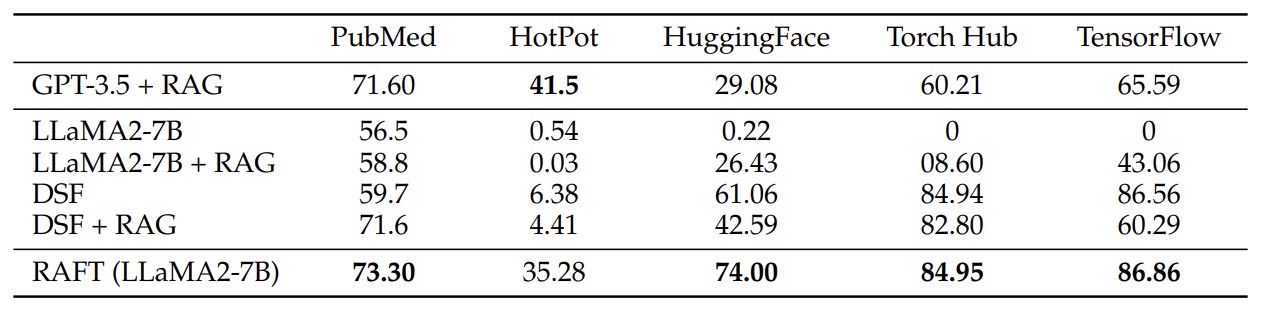 PubMed HotPot HuggingFace Torch Hub TensorFlow
GPT-3.5 + RAG 71.60 41.5 29.08 60.21 65.59
LLaMA2-7B 56.5 0.54 0.22 0 0
LLaMA2-7B + RAG 58.8 0.03 26.43 08.60 43.06
DSF 59.7 6.38 61.06 84.94 86.56
DSF + RAG 71.6 4.41 42.59 82.80 60.29
RAFT (LLaMA2-7B) 73.30 35.28 74.00 84.95 86.86